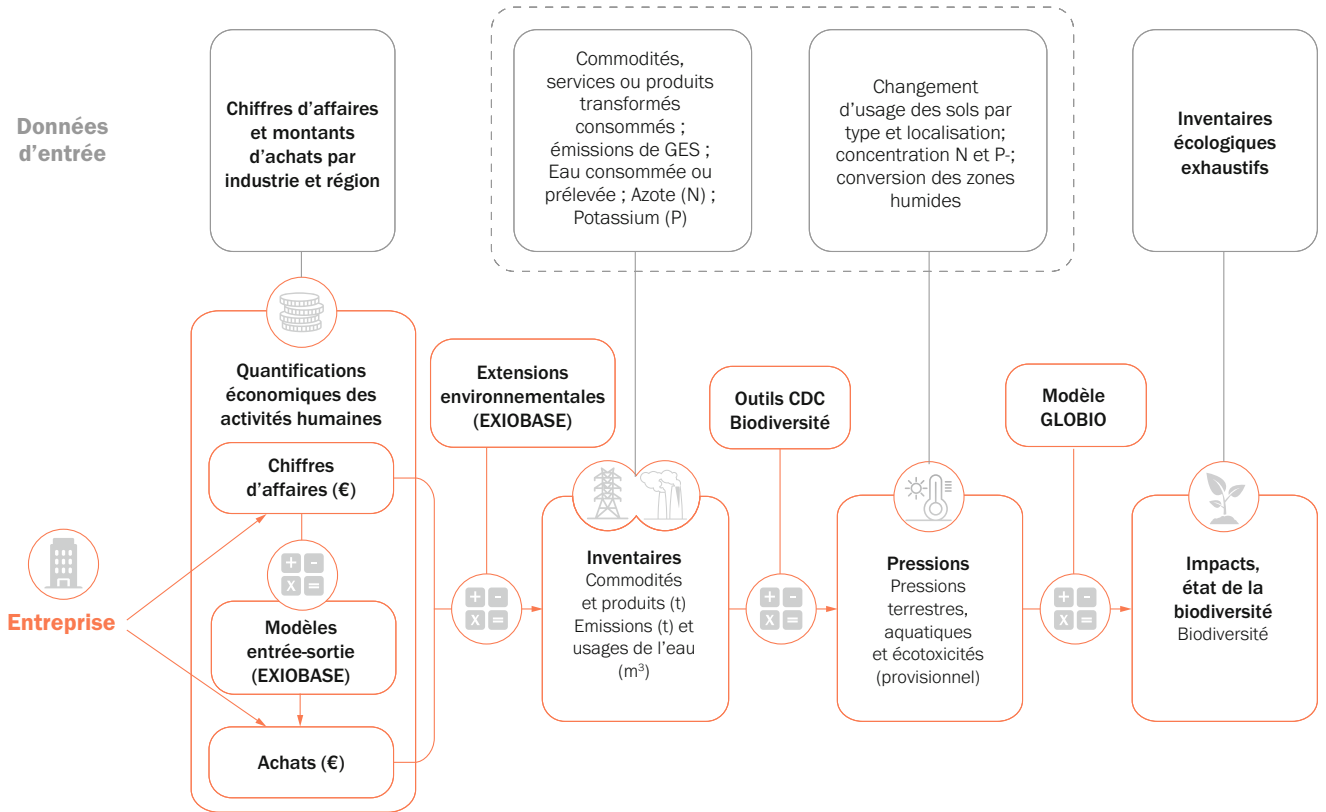 Données
d'entrée
Chiffres d'affaires
et montants
d'achats par
industrie et région
Commodités,
services ou produits
transformés
consommés ;
émissions de GES ;
Eau consommée ou
prélevée ; Azote (N) ;
Potassium (P)
Changement
d'usage des sols par
type et localisation;
concentration N et P-;
conversion des zones
humides
Inventaires
écologiques
exhaustifs
Quantifications
économiques des
activités humaines
Chiffres
d'affaires (€)
+ -
x =
Modèles
entrée-sortie
(EXIOBASE)
Achats (€)
Entreprise
Extensions
environnementales
(EXIOBASE)
+ -
x =
Inventaires
Commodités
et produits (t)
Emissions (t) et
usages de l'eau
(m³)
Outils CDC
Biodiversité
+ -
x =
Pressions
Pressions
terrestres,
aquatiques
et écotoxicités
(provisionnel)
Modèle
GLOBIO
+ -
x =
Impacts,
état de la
biodiversité
Biodiversité